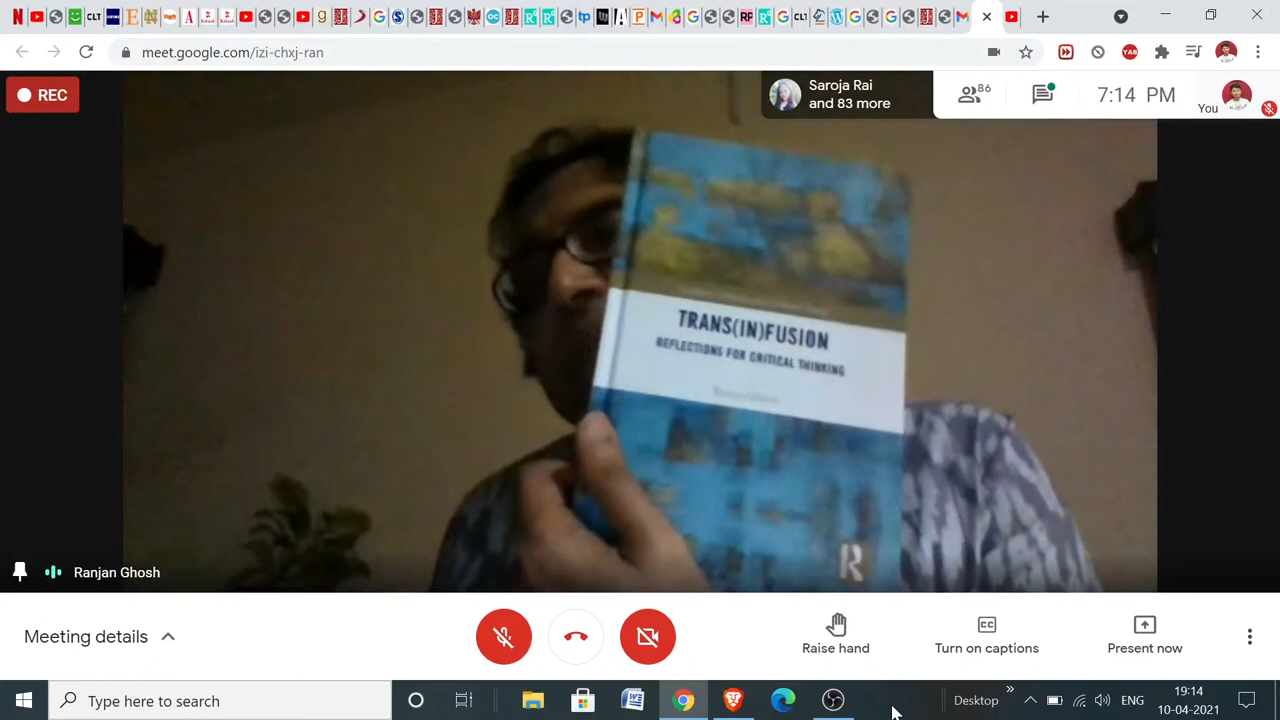 meet.google.com/izi-chxj-ran
REC
Saroja Rai
and 83 more
86
7:14 PM
You
TRANS(IN)FUSION
REFLECTIONS FOR CRITICAL THINKING
Ranjan Ghosh
Meeting details
Raise hand
CC
Turn on captions
Present now
Type here to search
Desktop
ENG
19:14
10-04-2021